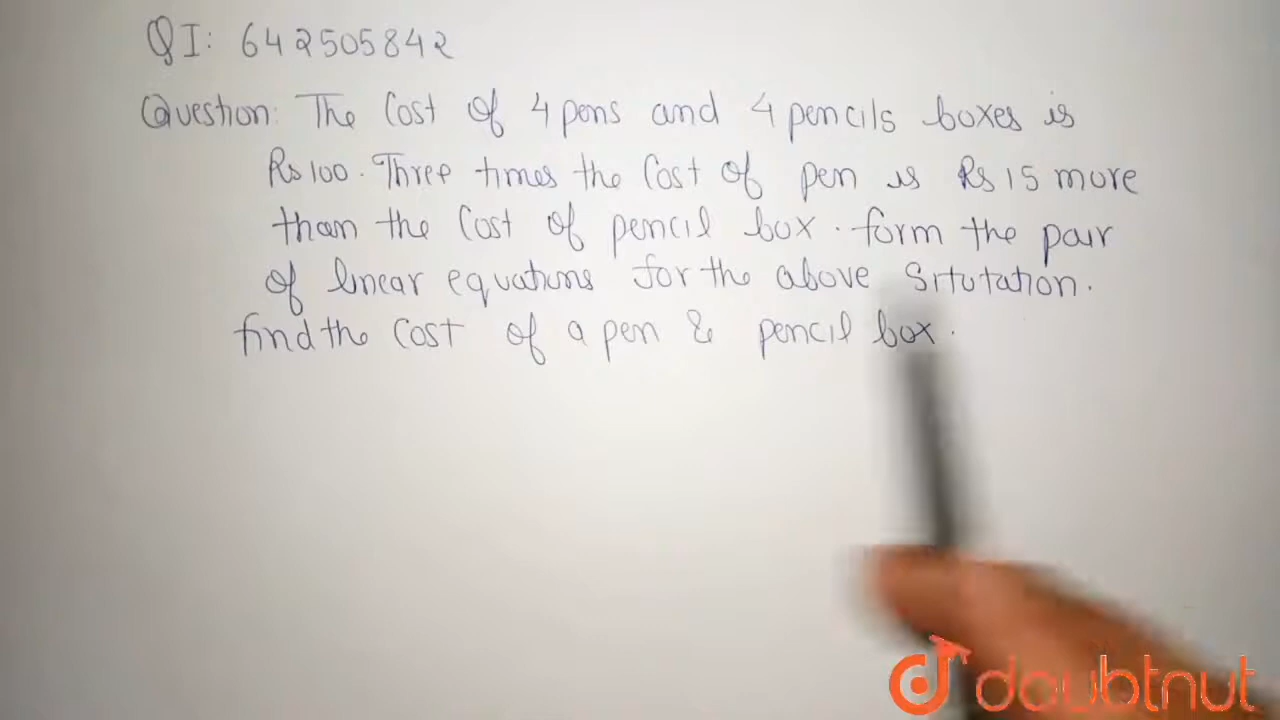 QI: 642505842
Question: The Cost of 4 pens and 4 pencils boxes is
Rs 100. Three times the Cost of pen is Rs 15 more
than the Cost of pencil box. form the pair
of linear equations for the above Situtation.
find the Cost of a pen & pencil box.
doubtnut